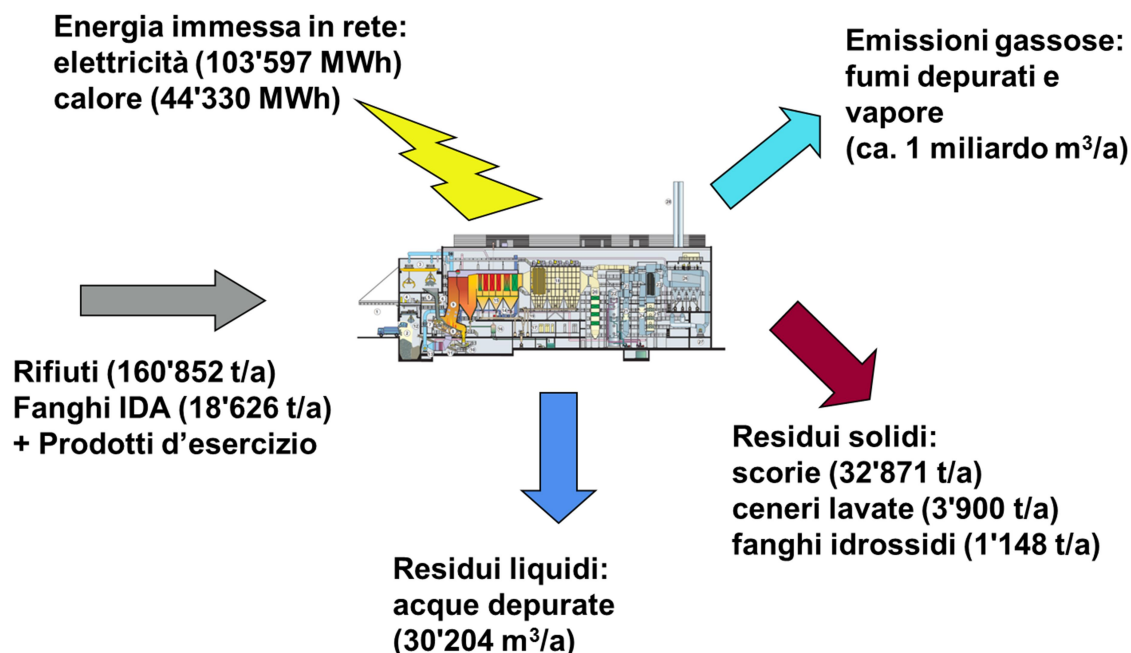 Energia immessa in rete:
elettricità (103'597 MWh)
calore (44'330 MWh)
Emissioni gassose:
fumi depurati e
vapore
(ca. 1 miliardo m³/a)
Rifiuti (160'852 t/a)
Fanghi IDA (18'626 t/a)
+ Prodotti d’esercizio
Residui solidi:
scorie (32'871 t/a)
ceneri lavate (3'900 t/a)
fanghi idrossidi (1'148 t/a)
Residui liquidi:
acque depurate
(30'204 m³/a)